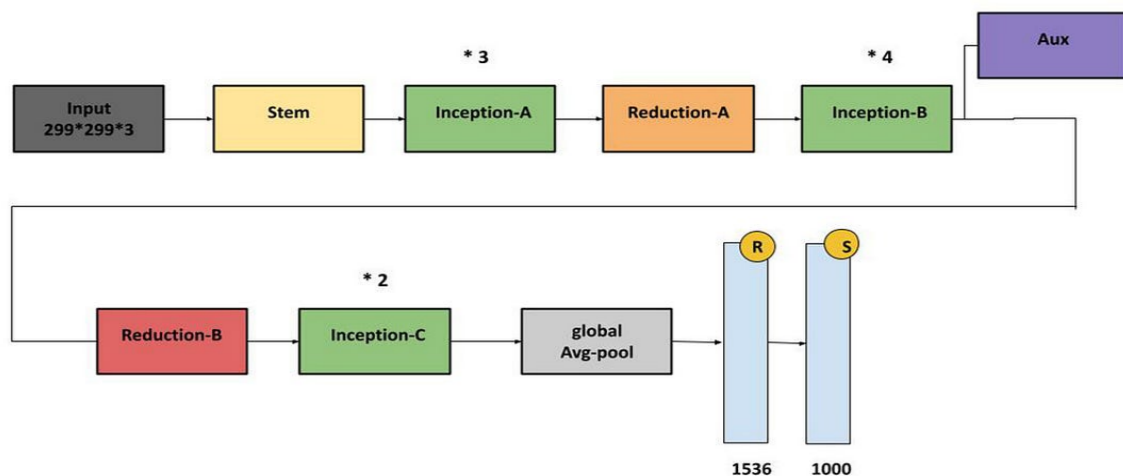 Aux
* 3
* 4
Input
299*299*3
Stem
Inception-A
Reduction-A
Inception-B
R
S
* 2
Reduction-B
Inception-C
global
Avg-pool
1536
1000